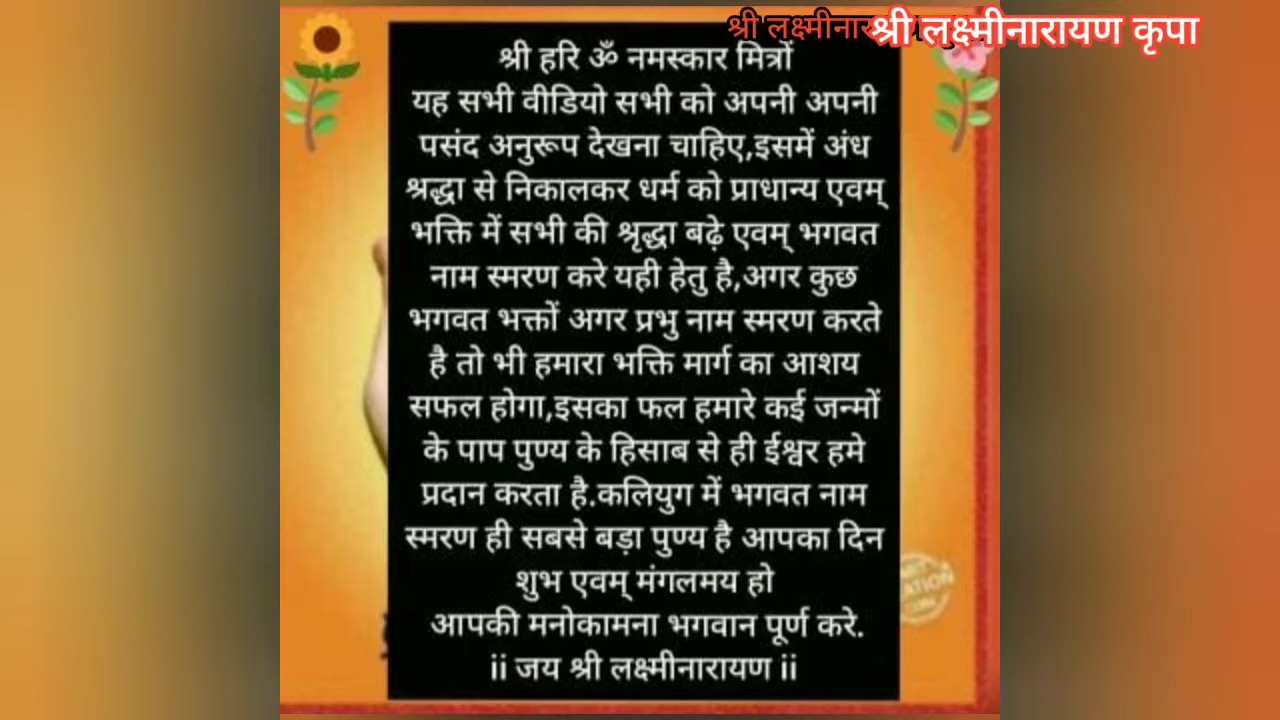 श्री लक्ष्मीनारायण कृपा
श्री हरि ॐ नमस्कार मित्रों
यह सभी वीडियो सभी को अपनी अपनी
पसंद अनुरूप देखना चाहिए,इसमें अंध
श्रद्धा से निकालकर धर्म को प्राधान्य एवम्
भक्ति में सभी की श्रृद्धा बढ़े एवम् भगवत
नाम स्मरण करे यही हेतु है,अगर कुछ
भगवत भक्तों अगर प्रभु नाम स्मरण करते
है तो भी हमारा भक्ति मार्ग का आशय
सफल होगा,इसका फल हमारे कई जन्मों
के पाप पुण्य के हिसाब से ही ईश्वर हमे
प्रदान करता है.कलियुग में भगवत नाम
स्मरण ही सबसे बड़ा पुण्य है आपका दिन
शुभ एवम् मंगलमय हो
आपकी मनोकामना भगवान पूर्ण करे.
ii जय श्री लक्ष्मीनारायण ii